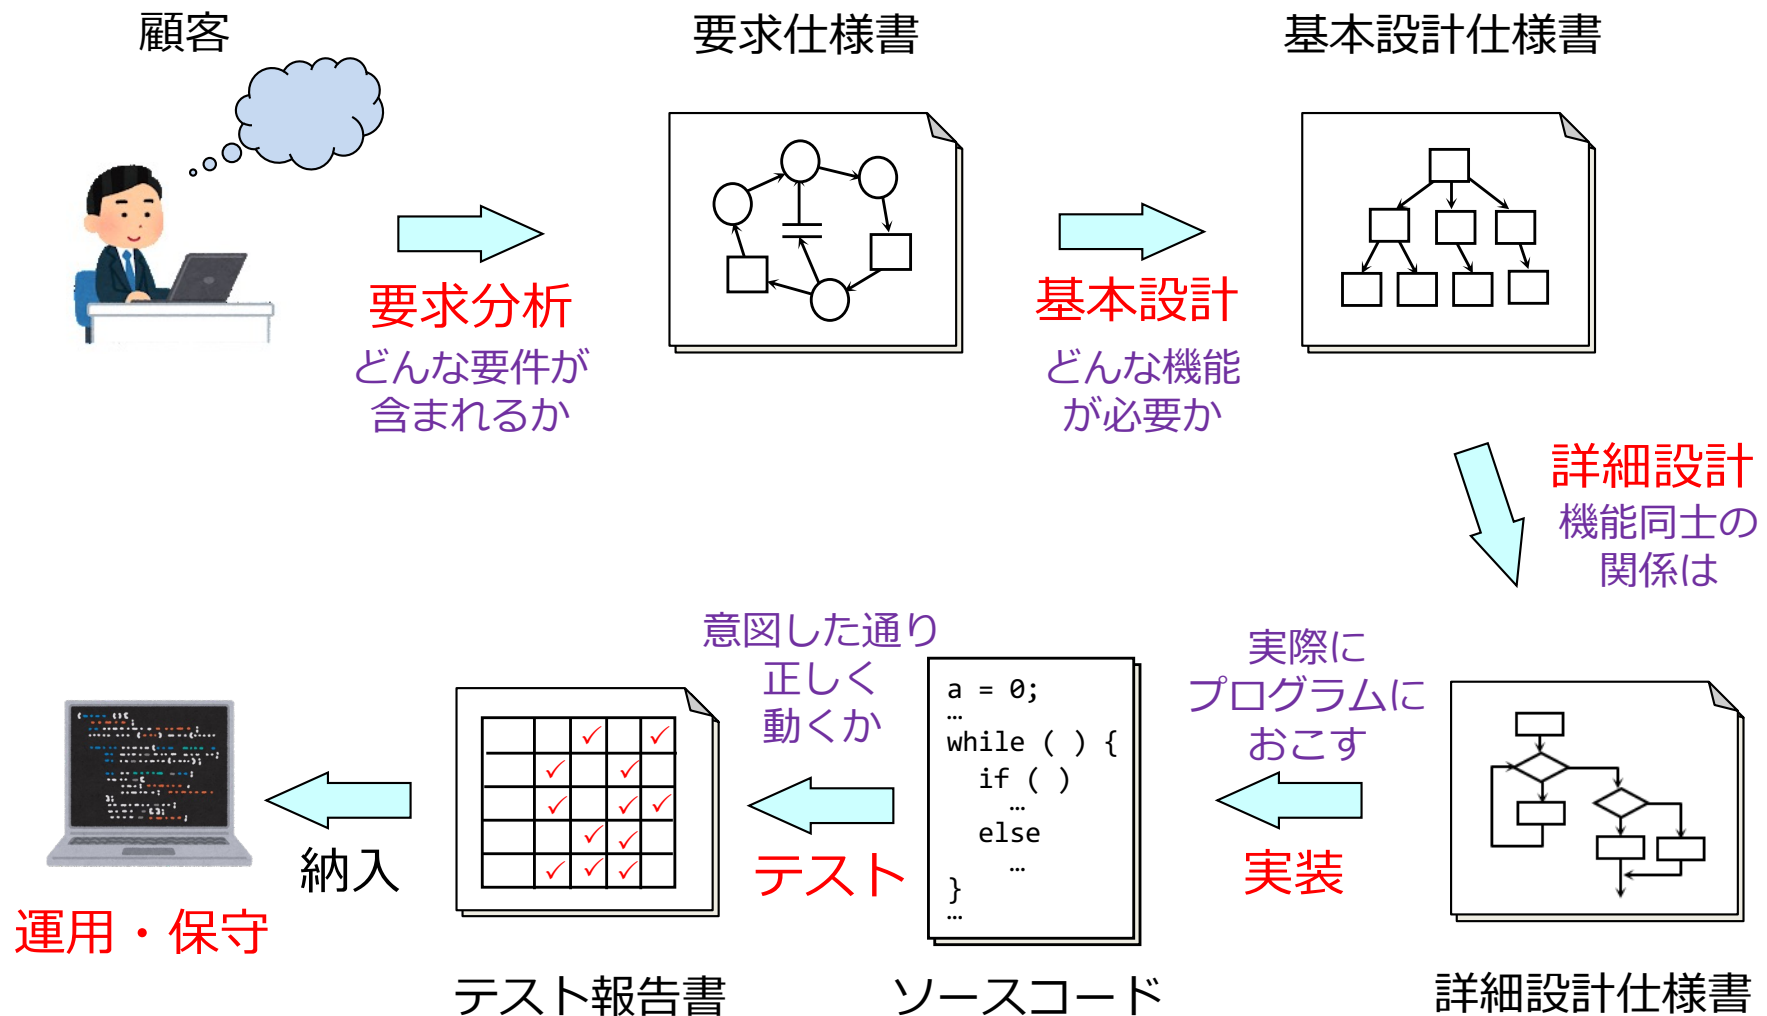 顧客
要求仕様書
基本設計仕様書
要求分析
どんな要件が
含まれるか
基本設計
どんな機能
が必要か
詳細設計
機能同士の
関係は
実際に
プログラムに
おこす
実装
詳細設計仕様書
a = 0;
…
while ( ) {
if ( )
…
else
…
}
…
ソースコード
意図した通り
正しく
動くか
テスト
テスト報告書
納入
運用・保守